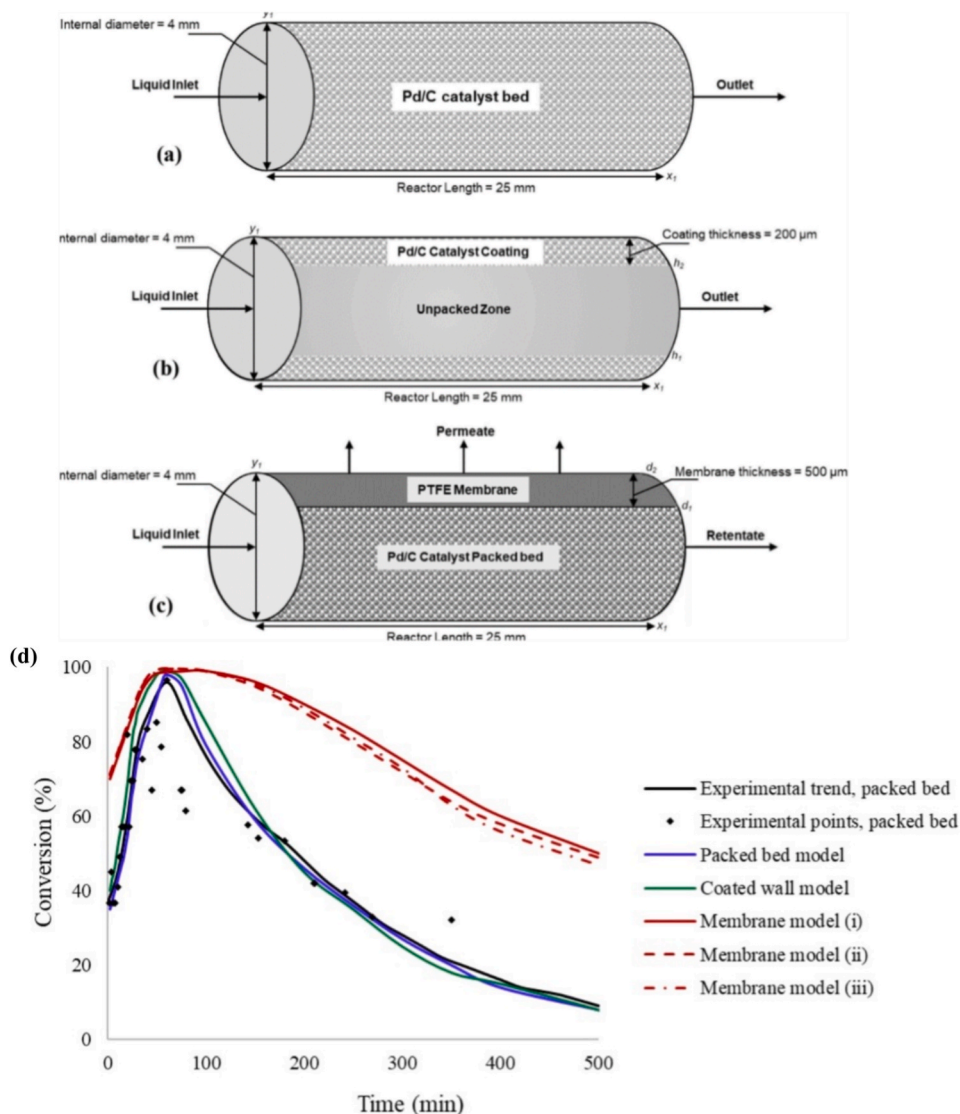 Internal diameter = 4 mm
y1
Liquid Inlet
Pd/C catalyst bed
Outlet
(a)
x1
Reactor Length = 25 mm
y1
nternal diameter = 4 mm
Pd/C Catalyst Coating
Coating thickness = 200 µm
h2
Liquid Inlet
Unpacked Zone
Outlet
(b)
h1
x1
Reactor Length = 25 mm
Permeate
y1
d2
nternal diameter = 4 mm
PTFE Membrane
Membrane thickness = 500 µm
d1
Liquid Inlet
Pd/C Catalyst Packed bed
Retentate
(c)
x1
Reactor Length = 25 mm
(d)
100
80
60
40
20
0
Conversion (%)
0 100 200 300 400 500
Time (min)
Experimental trend, packed bed
Experimental points, packed bed
Packed bed model
Coated wall model
Membrane model (i)
Membrane model (ii)
Membrane model (iii)